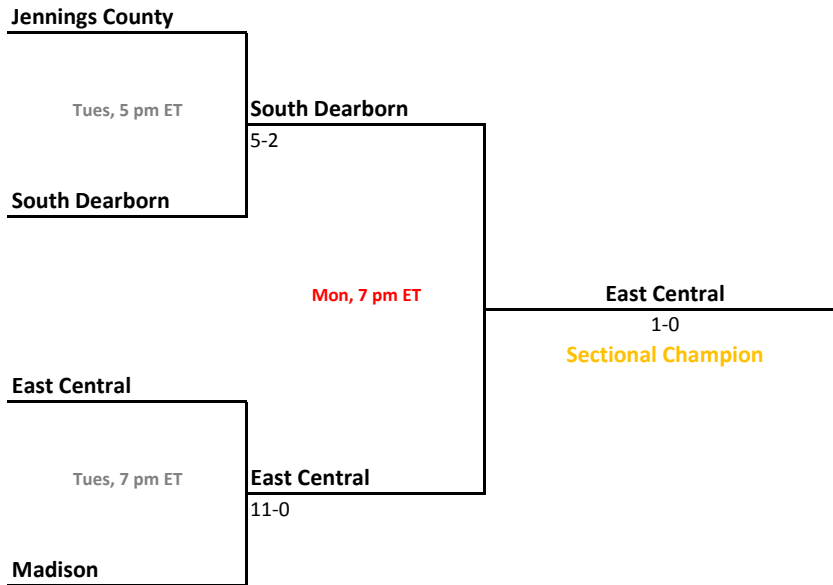 Jennings County
Tues, 5 pm ET
South Dearborn
5-2
South Dearborn
Mon, 7 pm ET
East Central
1-0
Sectional Champion
East Central
Tues, 7 pm ET
East Central
11-0
Madison